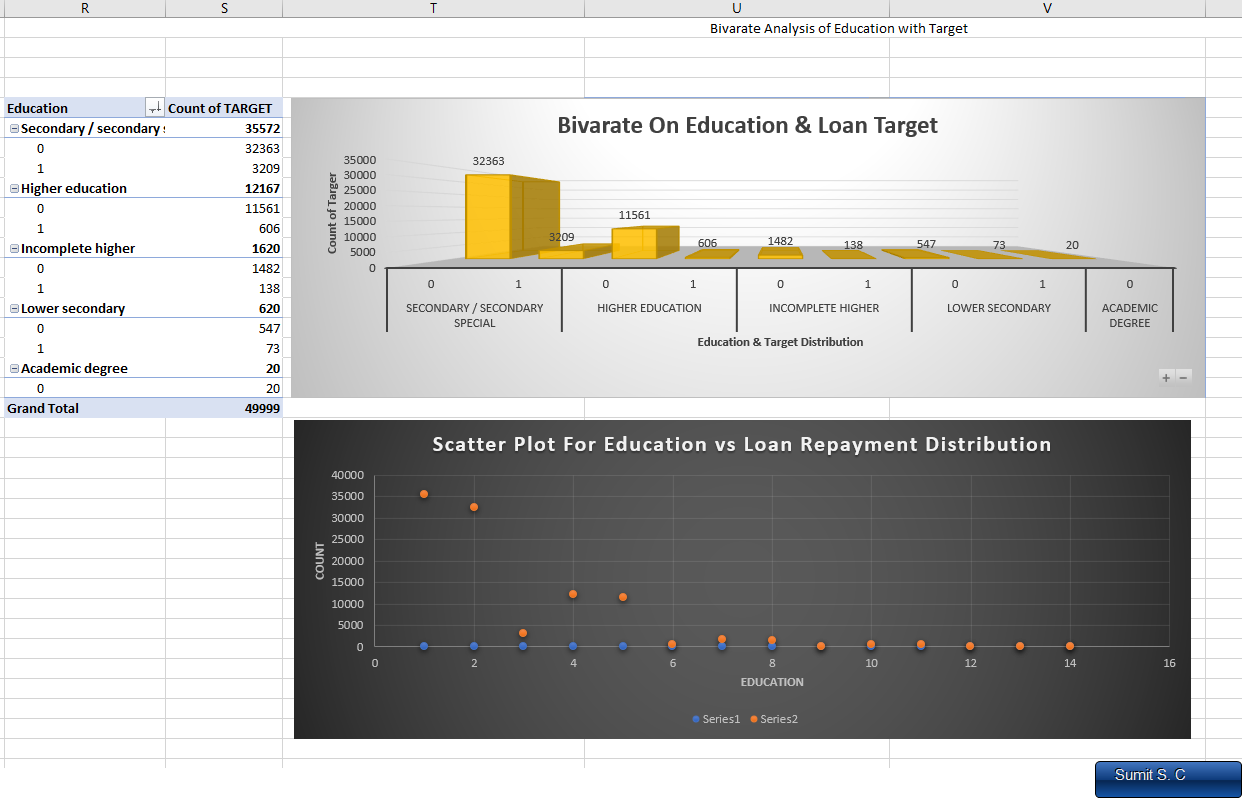 R S T U V
Bivarate Analysis of Education with Target
Education Count of TARGET
Secondary / secondary 35572
0 32363
1 3209
Higher education 12167
0 11561
1 606
Incomplete higher 1620
0 1482
1 138
Lower secondary 620
0 547
1 73
Academic degree 20
0 20
Grand Total 49999
Bivarate On Education & Loan Target
Count of Targer
35000
30000
25000
20000
15000
10000
5000
0
32363 3209 11561 606 1482 138 547 73 20
0 1 0 1 0 1 0 1 0
SECONDARY / SECONDARY SPECIAL HIGHER EDUCATION INCOMPLETE HIGHER LOWER SECONDARY ACADEMIC DEGREE
Education & Target Distribution
+ −
Scatter Plot For Education vs Loan Repayment Distribution
COUNT
40000
35000
30000
25000
20000
15000
10000
5000
0
0 2 4 6 8 10 12 14 16
EDUCATION
Series1 Series2
Sumit S. C